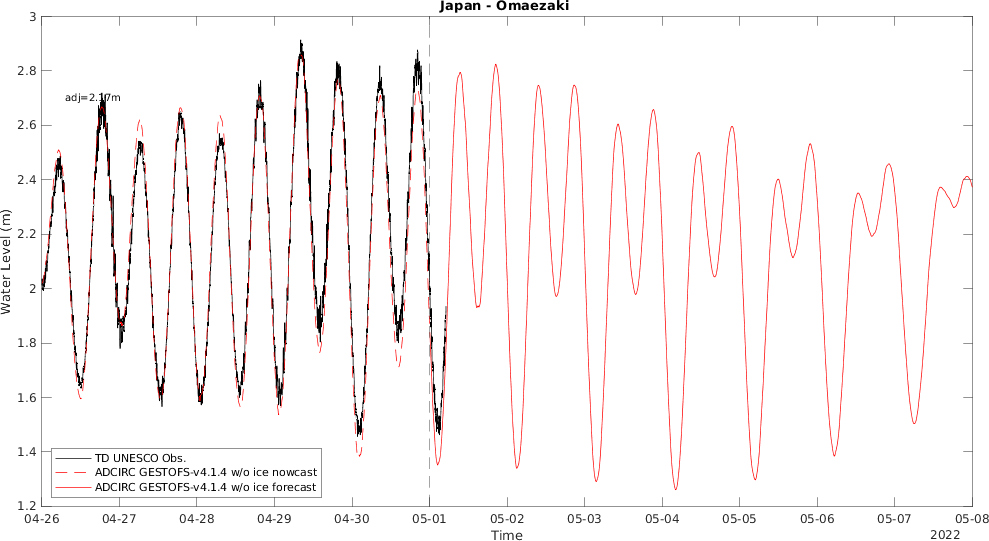 Japan - Omaezaki
3
2.8
2.6
2.4
2.2
2
1.8
1.6
1.4
1.2
Water Level (m)
adj=2.17m
TD UNESCO Obs.
ADCIRC GESTOFS-v4.1.4 w/o ice nowcast
ADCIRC GESTOFS-v4.1.4 w/o ice forecast
04-26 04-27 04-28 04-29 04-30 05-01 05-02 05-03 05-04 05-05 05-06 05-07 05-08
Time
2022